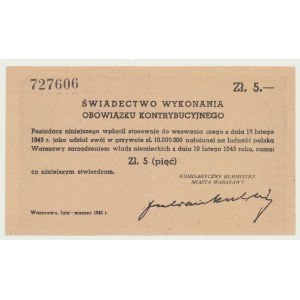 727606
Zł. 5.—
ŚWIADECTWO WYKONANIA
OBOWIĄZKU KONTRYBUCYJNEGO
Posiadacz niniejszego wpłacił stosownie do wezwania mego z dnia 19 lutego
1943 r. jako udział swój w grzywnie zł. 10,000.000 nałożonej na ludność polską
Warszawy zarządzeniem władz niemieckich z dnia 10 lutego 1943 roku, sumę
Zł. 5 (pięć)
co niniejszym stwierdzam.
KOMISARYCZNY BURMISTRZ
MIASTA WARSZAWY
Warszawa, luty—marzec 1943 r.